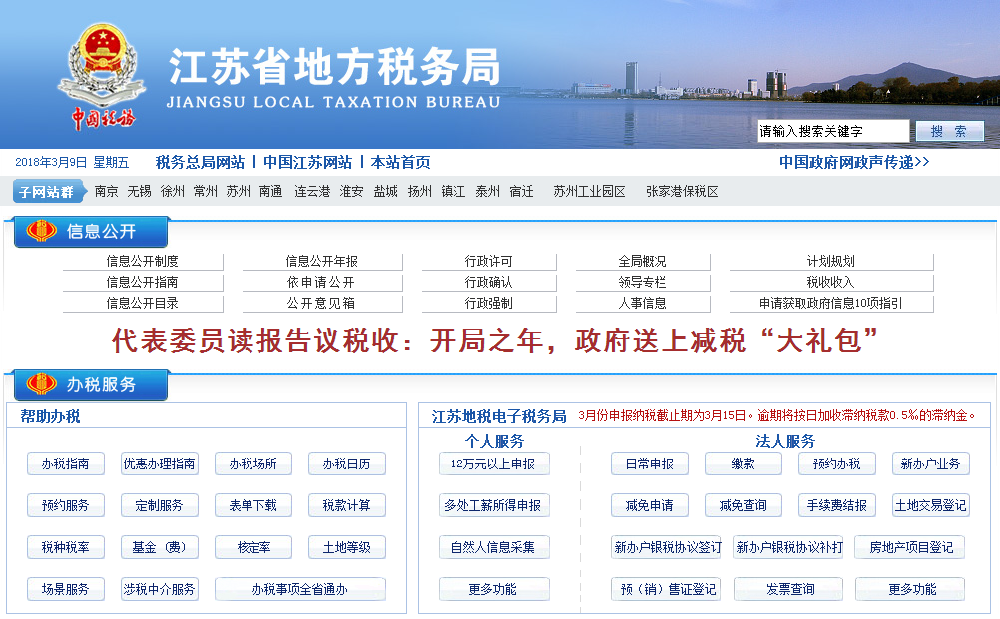 江苏省地方税务局
JIANGSU LOCAL TAXATION BUREAU
中国税务
请输入搜索关键字 搜 索
2018年3月9日 星期五 税务总局网站 | 中国江苏网站 | 本站首页 中国政府网政声传递>>
子网站群 南京 无锡 徐州 常州 苏州 南通 连云港 淮安 盐城 扬州 镇江 泰州 宿迁 苏州工业园区 张家港保税区
信息公开
信息公开制度 信息公开年报 行政许可 全局概况 计划规划
信息公开指南 依申请公开 行政确认 领导专栏 税收收入
信息公开目录 公开意见箱 行政强制 人事信息 申请获取政府信息10项指引
代表委员读报告议税收：开局之年，政府送上减税“大礼包”
办税服务
帮助办税
办税指南 优惠办理指南 办税场所 办税日历
预约服务 定制服务 表单下载 税款计算
税种税率 基金（费） 核定率 土地等级
场景服务 涉税中介服务 办税事项全省通办
江苏地税电子税务局 3月份申报纳税截止期为3月15日。逾期将按日加收滞纳税款0.5‰的滞纳金。
个人服务
12万元以上申报
多处工薪所得申报
自然人信息采集
更多功能
法人服务
日常申报 缴款 预约办税 新办户业务
减免申请 减免查询 手续费结报 土地交易登记
新办户银税协议签订 新办户银税协议补打 房地产项目登记
预（销）售证登记 发票查询 更多功能